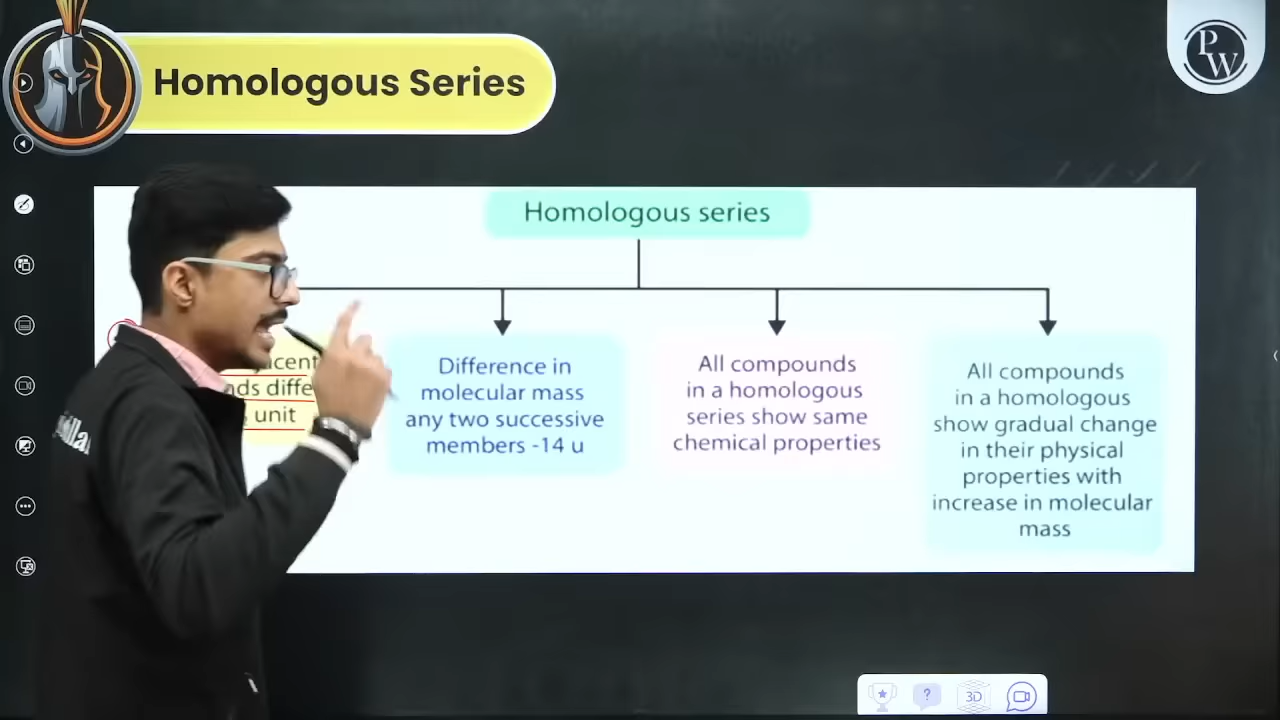 Homologous Series
PW
Homologous series
unit
Difference in
molecular mass
any two successive
members -14 u
All compounds
in a homologous
series show same
chemical properties
All compounds
in a homologous
show gradual change
in their physical
properties with
increase in molecular
mass
?
3D